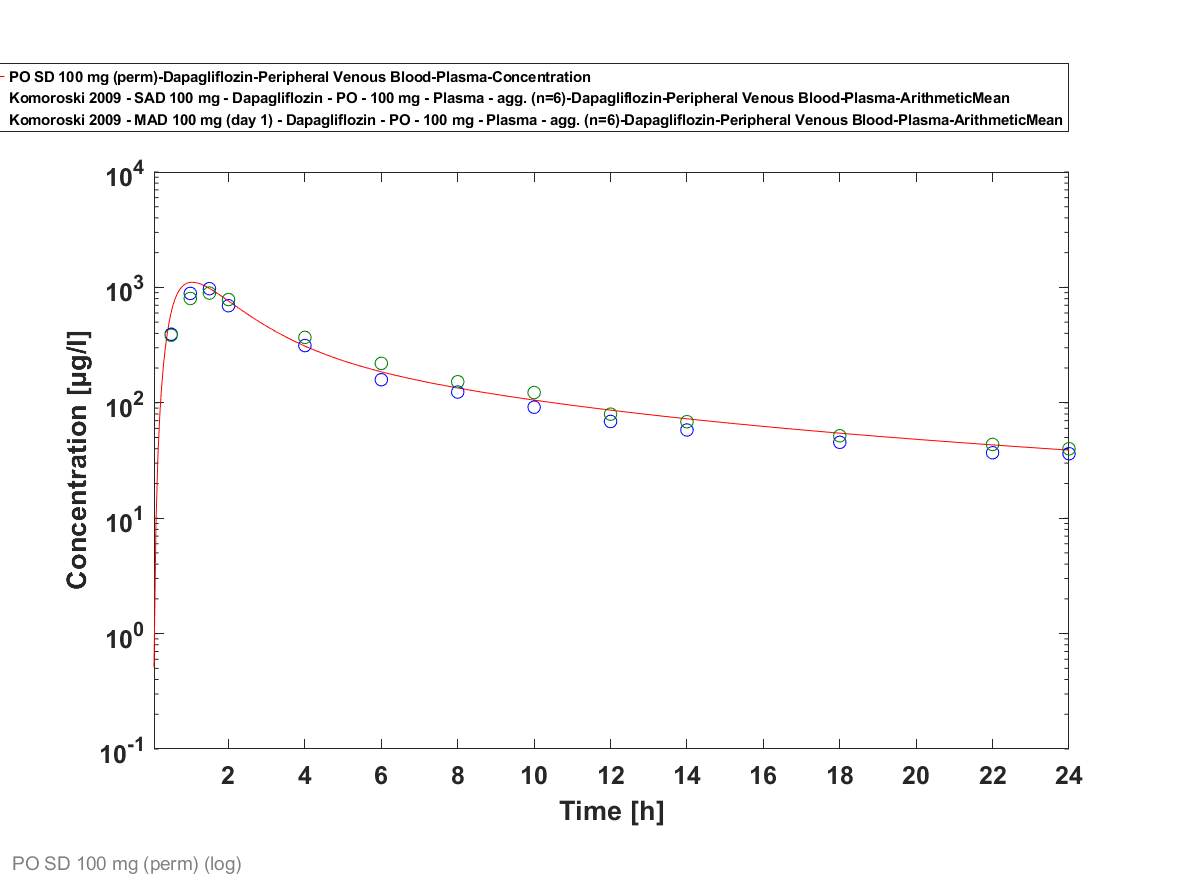 PO SD 100 mg (perm)-Dapagliflozin-Peripheral Venous Blood-Plasma-Concentration
Komoroski 2009 - SAD 100 mg - Dapagliflozin - PO - 100 mg - Plasma - agg. (n=6)-Dapagliflozin-Peripheral Venous Blood-Plasma-ArithmeticMean
Komoroski 2009 - MAD 100 mg (day 1) - Dapagliflozin - PO - 100 mg - Plasma - agg. (n=6)-Dapagliflozin-Peripheral Venous Blood-Plasma-ArithmeticMean
10^4
10^3
10^2
10^1
10^0
10^-1
Concentration [µg/l]
2 4 6 8 10 12 14 16 18 20 22 24
Time [h]
PO SD 100 mg (perm) (log)